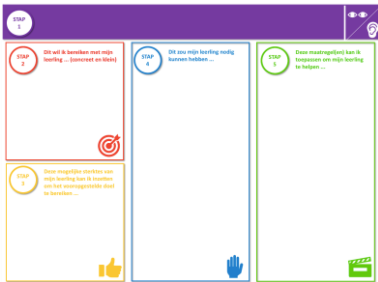 STAP
1
STAP
2
Dit wil ik bereiken met mijn
leerling ... (concreet en klein)
STAP
3
Deze mogelijke sterktes van
mijn leerling kan ik inzetten
om het vooropgestelde doel
te bereiken ...
STAP
4
Dit zou mijn leerling nodig
kunnen hebben ...
STAP
5
Deze maatregel(en) kan ik
toepassen om mijn leerling
te helpen ...